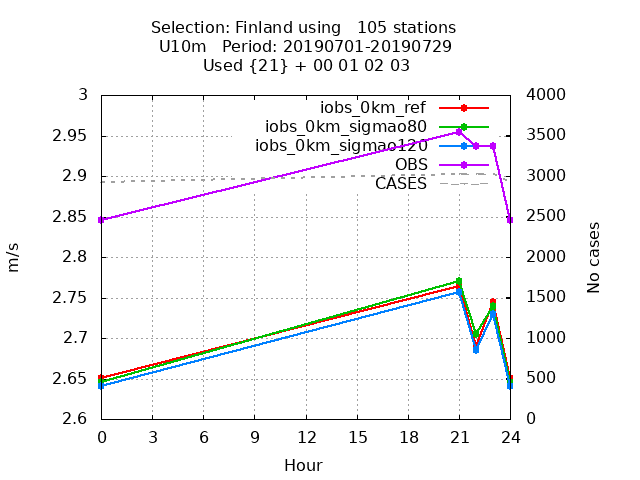 Selection: Finland using   105 stations
U10m   Period: 20190701-20190729
Used {21} + 00 01 02 03
3
2.95
2.9
2.85
2.8
2.75
2.7
2.65
2.6
m/s
iobs_0km_ref
iobs_0km_sigmao80
iobs_0km_sigmao120
OBS
CASES
4000
3500
3000
2500
2000
1500
1000
500
0
No cases
0 3 6 9 12 15 18 21 24
Hour